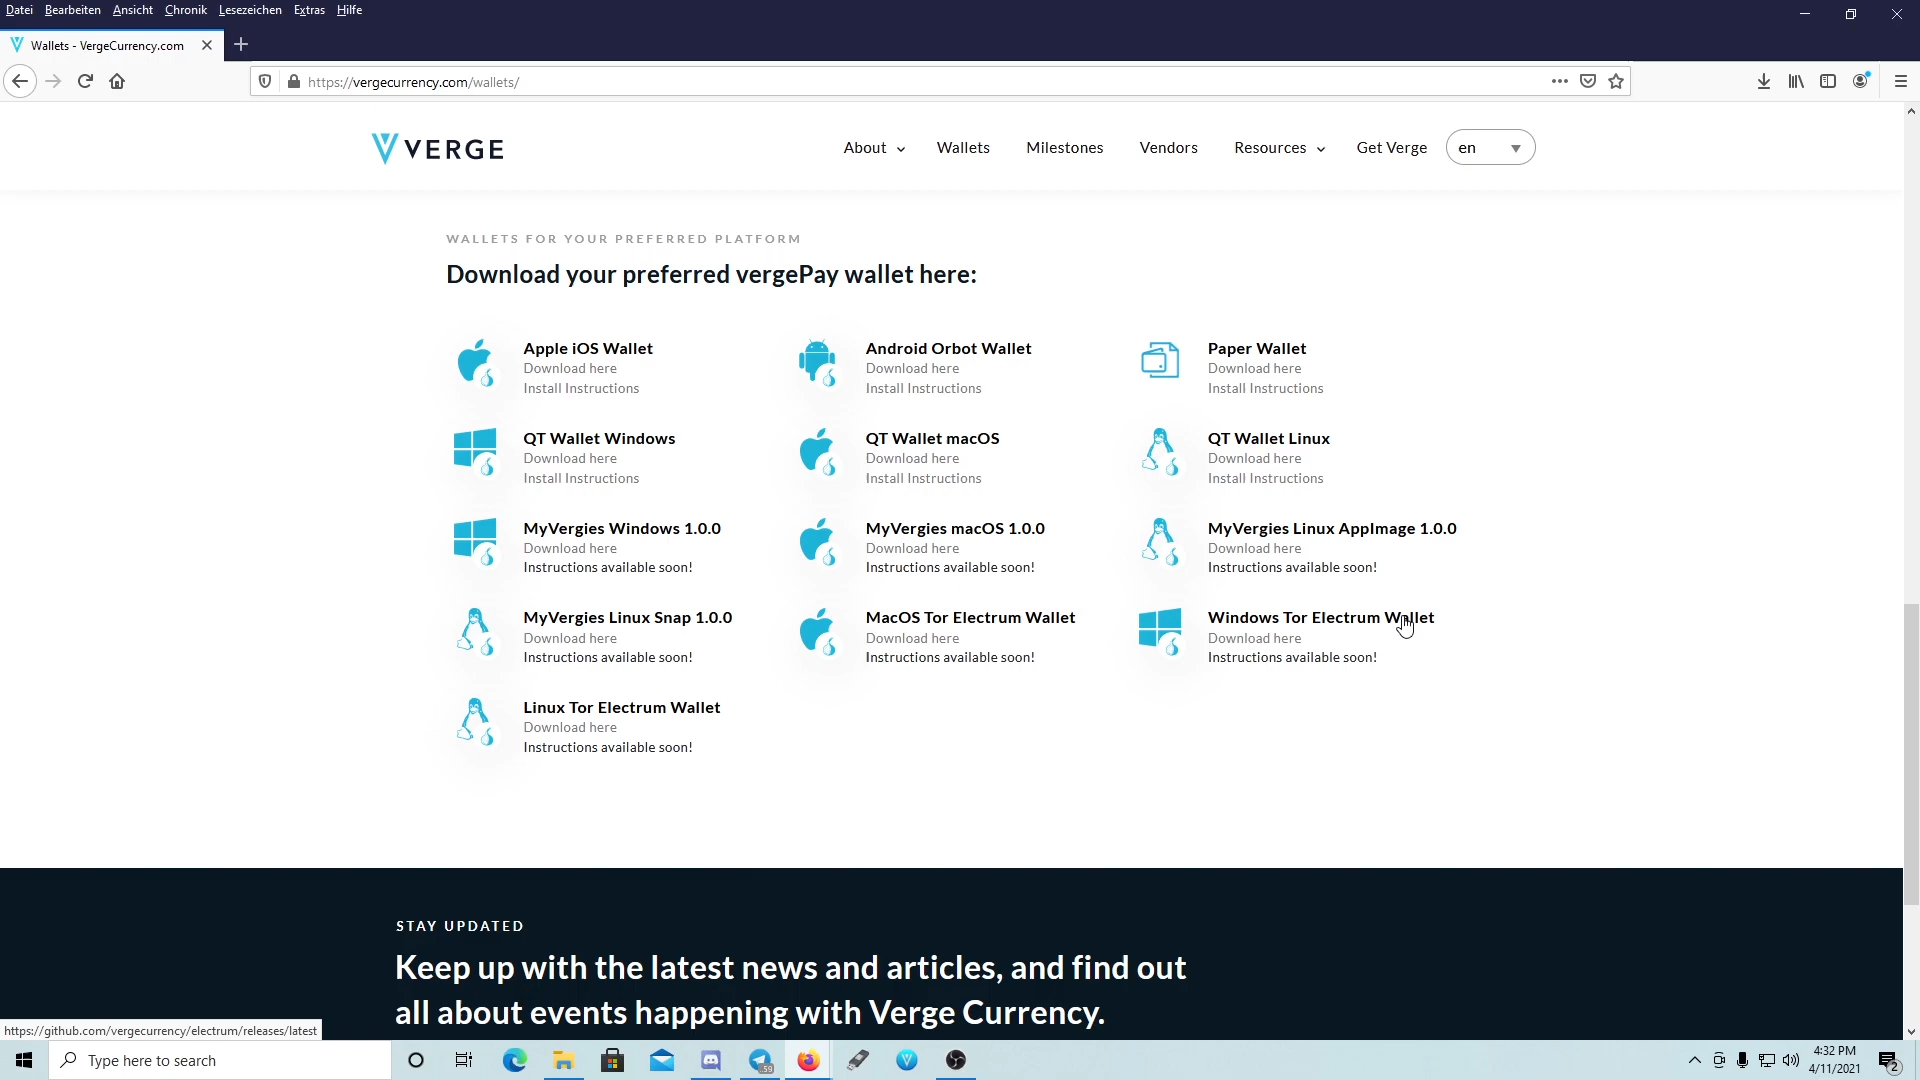 Datei Bearbeiten Ansicht Chronik Lesezeichen Extras Hilfe
Wallets - VergeCurrency.com
https://vergecurrency.com/wallets/
VERGE
About Wallets Milestones Vendors Resources Get Verge en
WALLETS FOR YOUR PREFERRED PLATFORM
Download your preferred vergePay wallet here:
Apple iOS Wallet
Download here
Install Instructions
Android Orbot Wallet
Download here
Install Instructions
Paper Wallet
Download here
Install Instructions
QT Wallet Windows
Download here
Install Instructions
QT Wallet macOS
Download here
Install Instructions
QT Wallet Linux
Download here
Install Instructions
MyVergies Windows 1.0.0
Download here
Instructions available soon!
MyVergies macOS 1.0.0
Download here
Instructions available soon!
MyVergies Linux AppImage 1.0.0
Download here
Instructions available soon!
MyVergies Linux Snap 1.0.0
Download here
Instructions available soon!
MacOS Tor Electrum Wallet
Download here
Instructions available soon!
Windows Tor Electrum Wallet
Download here
Instructions available soon!
Linux Tor Electrum Wallet
Download here
Instructions available soon!
STAY UPDATED
Keep up with the latest news and articles, and find out
all about events happening with Verge Currency.
https://github.com/vergecurrency/electrum/releases/latest
Type here to search
59
4:32 PM
4/11/2021
2